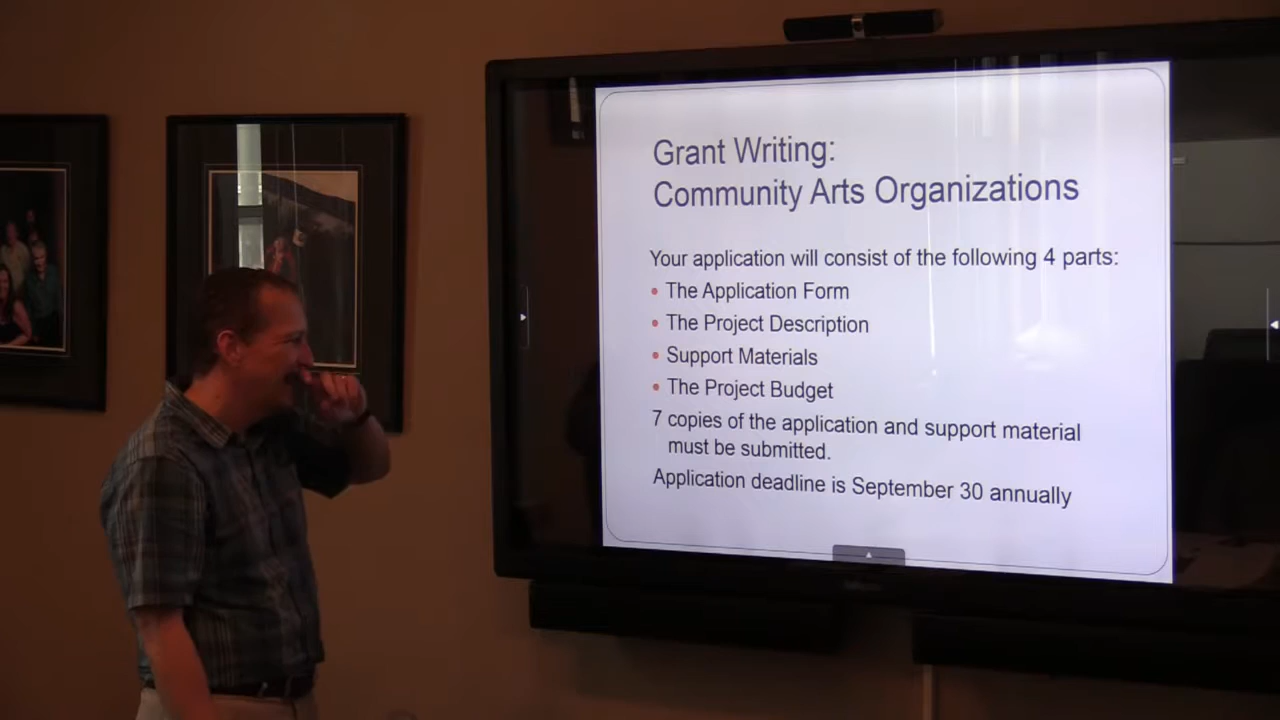 Grant Writing:
Community Arts Organizations
Your application will consist of the following 4 parts:
• The Application Form
• The Project Description
• Support Materials
• The Project Budget
7 copies of the application and support material
must be submitted.
Application deadline is September 30 annually